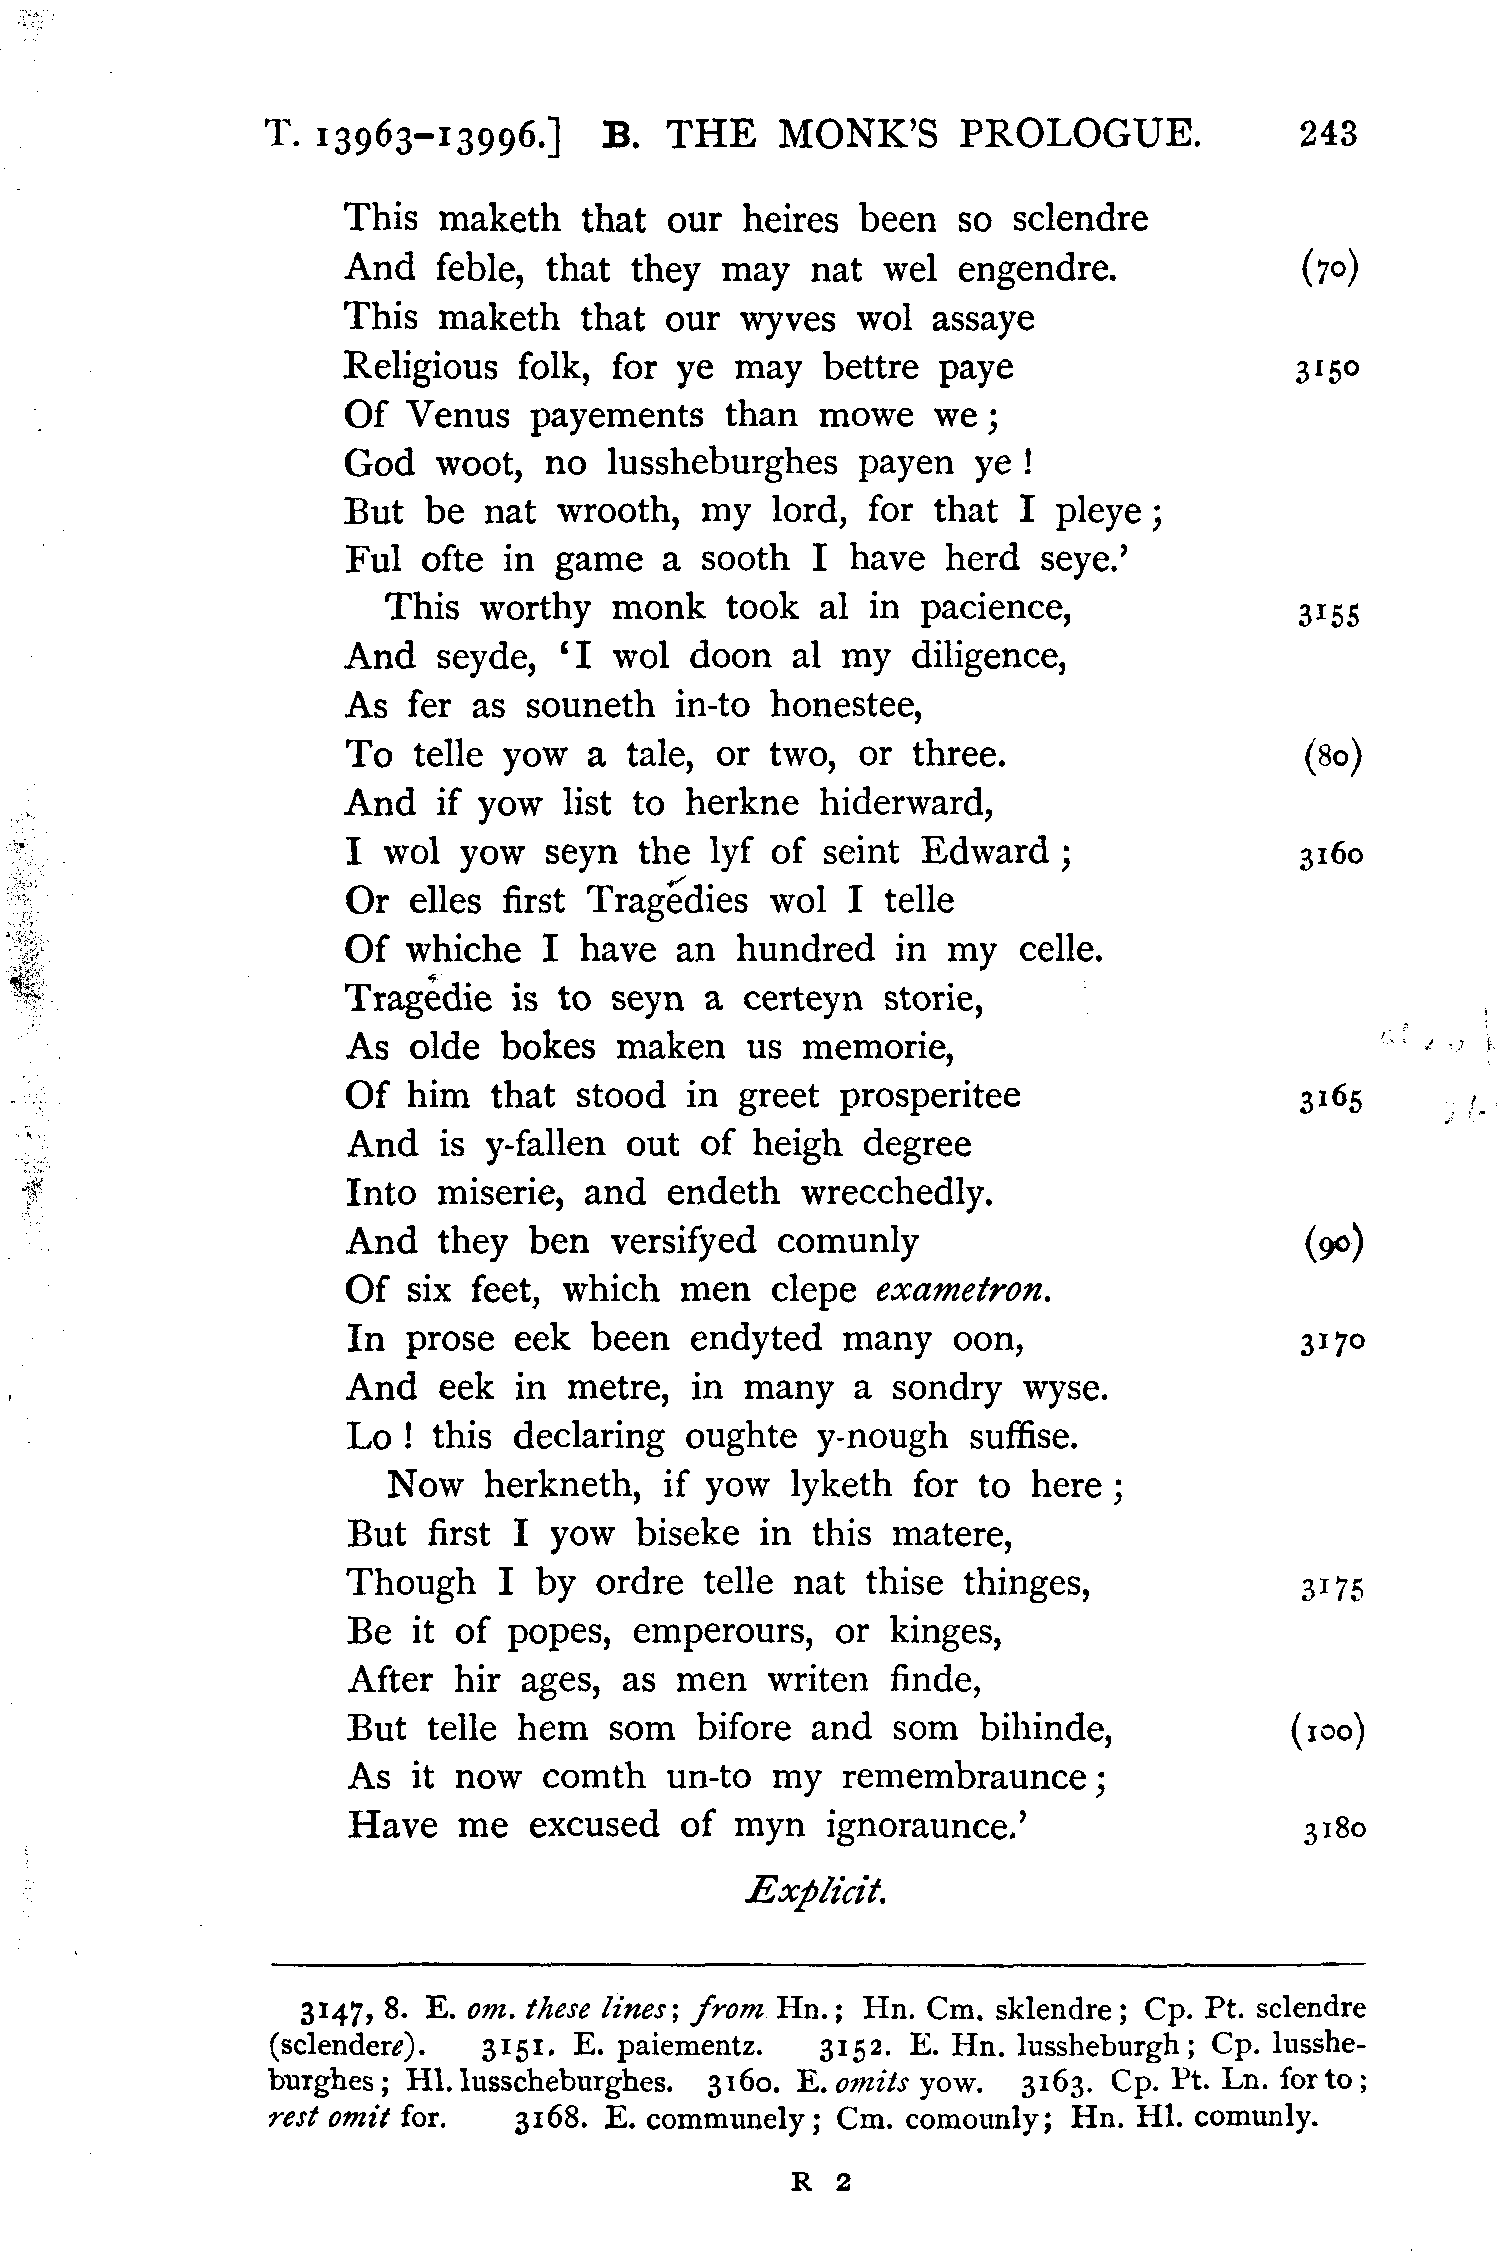 T. 13963-13996.] B. THE MONK'S PROLOGUE. 243
This maketh that our heires been so sclendre
And feble, that they may nat wel engendre. (70)
This maketh that our wyves wol assaye
Religious folk, for ye may bettre paye 3150
Of Venus payements than mowe we ;
God woot, no lussheburghes payen ye !
But be nat wrooth, my lord, for that I pleye ;
Ful ofte in game a sooth I have herd seye.’
This worthy monk took al in pacience, 3155
And seyde, ‘I wol doon al my diligence,
As fer as souneth in-to honestee,
To telle yow a tale, or two, or three. (80)
And if yow list to herkne hiderward,
I wol yow seyn the lyf of seint Edward ; 3160
Or elles first Tragédies wol I telle
Of whiche I have an hundred in my celle.
Tragédie is to seyn a certeyn storie,
As olde bokes maken us memorie,
Of him that stood in greet prosperitee 3165
And is y-fallen out of heigh degree
Into miserie, and endeth wrecchedly.
And they ben versifyed comunly (90)
Of six feet, which men clepe exametron.
In prose eek been endyted many oon, 3170
And eek in metre, in many a sondry wyse.
Lo ! this declaring oughte y-nough suffise.
Now herkneth, if yow lyketh for to here ;
But first I yow biseke in this matere,
Though I by ordre telle nat thise thinges, 3175
Be it of popes, emperours, or kinges,
After hir ages, as men writen finde,
But telle hem som bifore and som bihinde, (100)
As it now comth un-to my remembraunce ;
Have me excused of myn ignoraunce.’ 3180
Explicit.
3147, 8. E. om. these lines; from Hn. ; Hn. Cm. sklendre ; Cp. Pt. sclendre
(sclendere). 3151. E. paiementz. 3152. E. Hn. lussheburgh ; Cp. lusshe-
burghes ; Hl. lusscheburghes. 3160. E. omits yow. 3163. Cp. Pt. Ln. for to ;
rest omit for. 3168. E. communely ; Cm. comounly ; Hn. Hl. comunly.
R 2